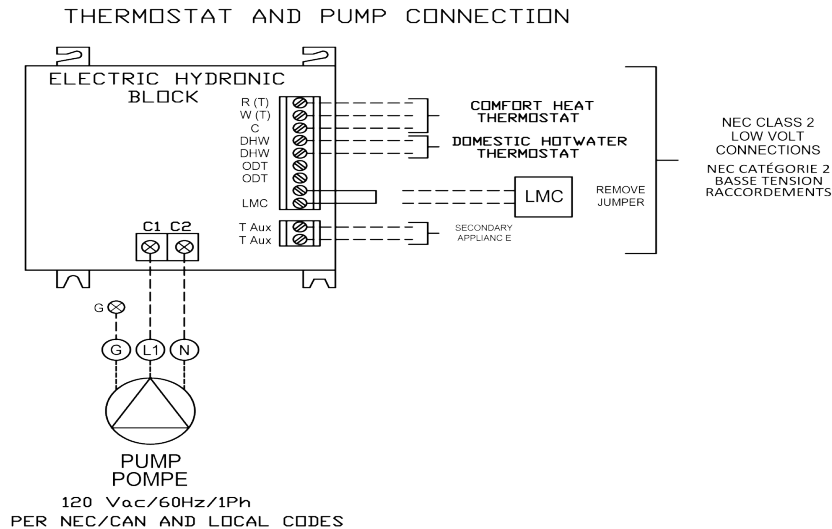 THERMOSTAT AND PUMP CONNECTION
ELECTRIC HYDRONIC
BLOCK
R (T)
W (T)
C
DHW
DHW
ODT
ODT
LMC
T Aux
T Aux
COMFORT HEAT
THERMOSTAT
DOMESTIC HOTWATER
THERMOSTAT
LMC
REMOVE
JUMPER
SECONDARY
APPLIANC E
NEC CLASS 2
LOW VOLT
CONNECTIONS
NEC CATÉGORIE 2
BASSE TENSION
RACCORDEMENTS
C1 C2
G
G L1 N
PUMP
POMPE
120 Vac/60Hz/1Ph
PER NEC/CAN AND LOCAL CODES